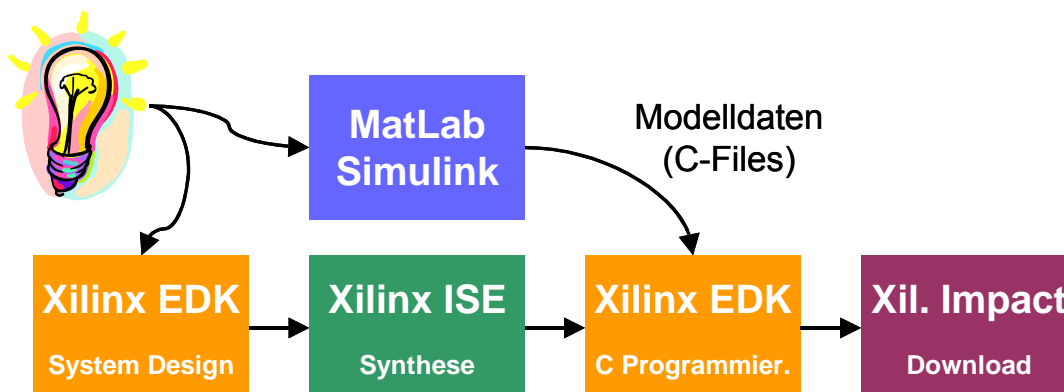 MatLab
Simulink
Modelldaten
(C-Files)
Xilinx EDK
System Design
Xilinx ISE
Synthese
Xilinx EDK
C Programmier.
Xil. Impact
Download